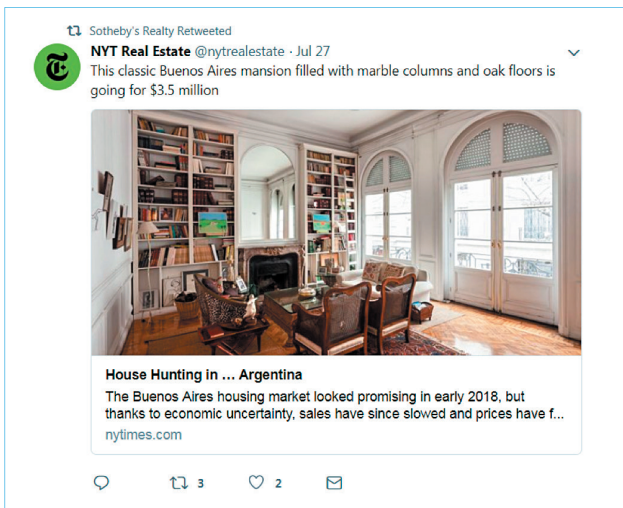 Sotheby's Realty Retweeted
NYT Real Estate @nytrealestate · Jul 27
This classic Buenos Aires mansion filled with marble columns and oak floors is
going for $3.5 million
House Hunting in ... Argentina
The Buenos Aires housing market looked promising in early 2018, but
thanks to economic uncertainty, sales have since slowed and prices have f...
nytimes.com
3 2